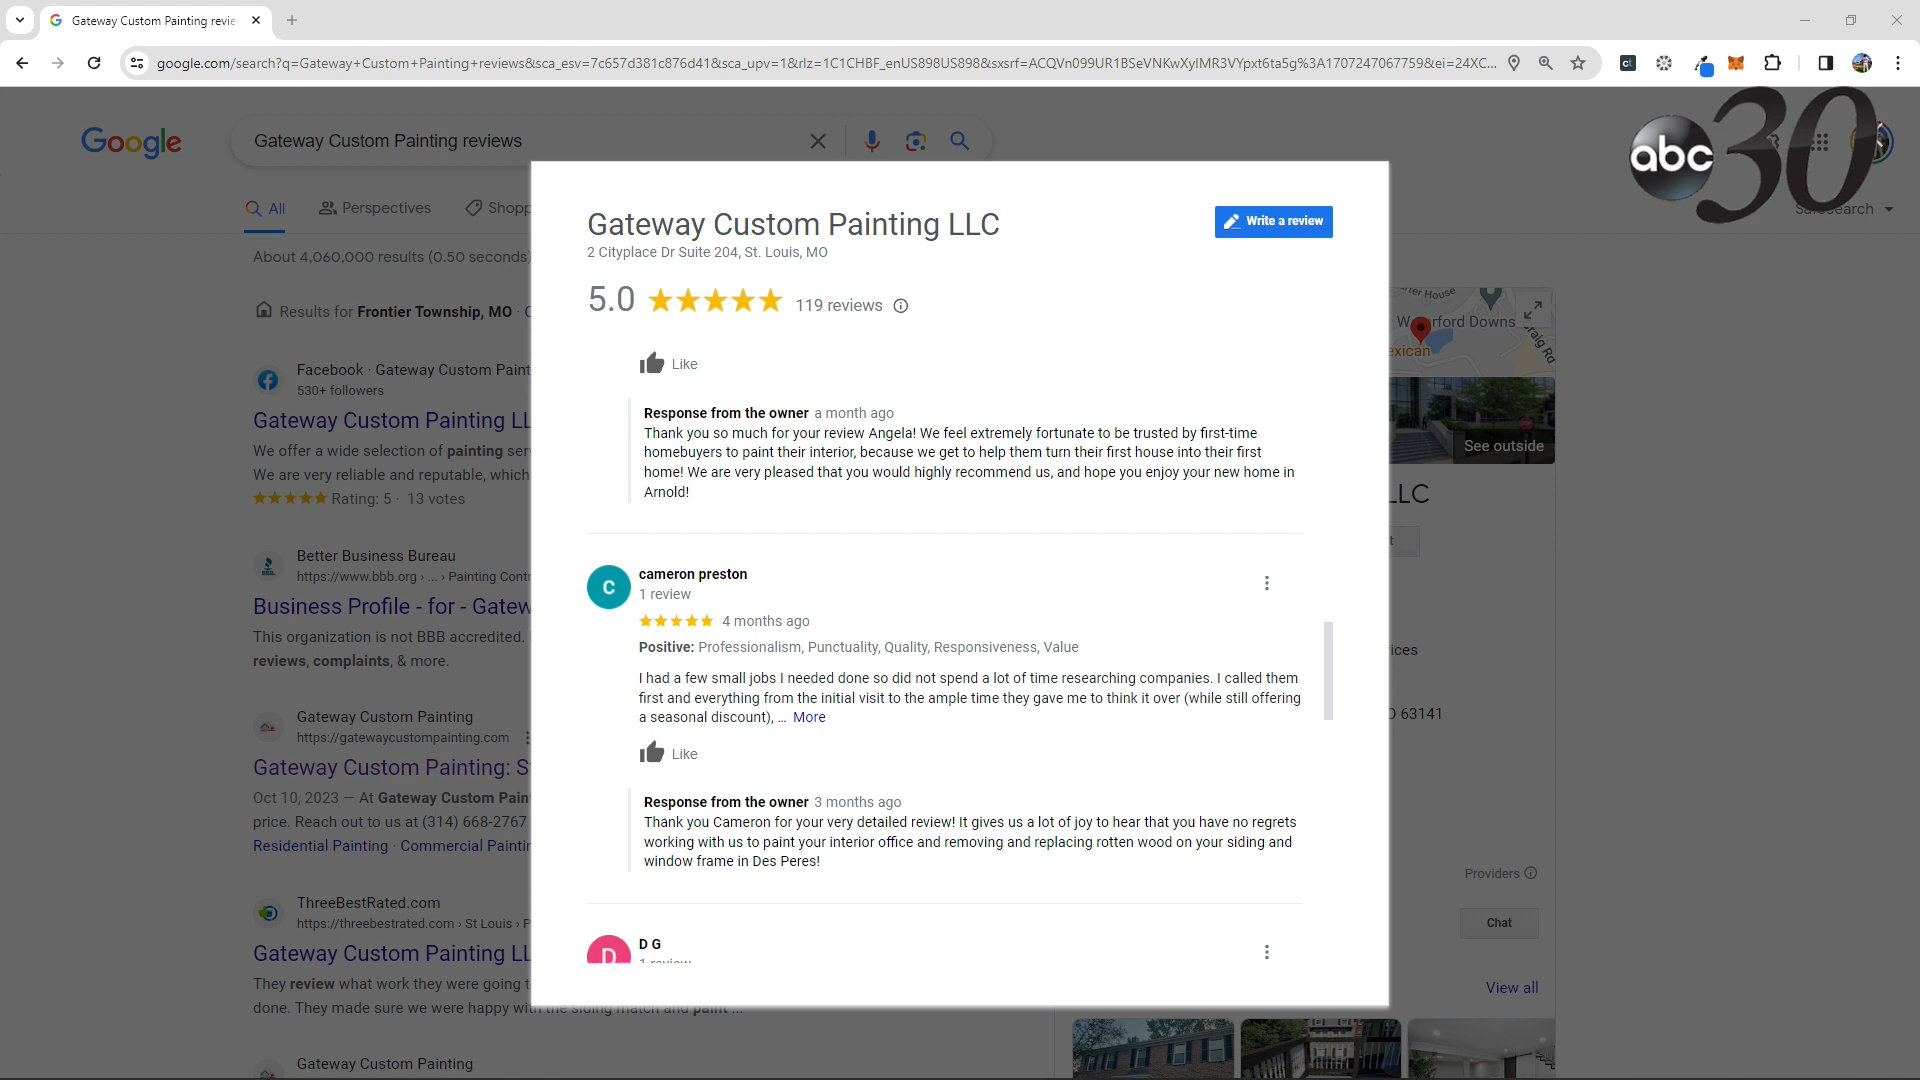 Gateway Custom Painting revie
google.com/search?q=Gateway+Custom+Painting+reviews&sca_esv=7c657d381c876d41&sca_upv=1&rlz=1C1CHBF_enUS898US898&sxsrf=ACQVn099UR1BSeVNKwXyIMR3VYpxt6ta5g%3A1707247067759&ei=24XC...
Google
Gateway Custom Painting reviews
abc 30
All
Perspectives
Shopp
SafeSearch
About 4,060,000 results (0.50 seconds)
Results for Frontier Township, MO
Facebook · Gateway Custom Paint
530+ followers
Gateway Custom Painting LL
We offer a wide selection of painting ser
We are very reliable and reputable, which
Rating: 5 · 13 votes
Better Business Bureau
https://www.bbb.org › ... › Painting Contr
Business Profile - for - Gatew
This organization is not BBB accredited.
reviews, complaints, & more.
Gateway Custom Painting
https://gatewaycustompainting.com
Gateway Custom Painting: S
Oct 10, 2023 — At Gateway Custom Pain
price. Reach out to us at (314) 668-2767
Residential Painting · Commercial Paintin
ThreeBestRated.com
https://threebestrated.com › St Louis › P
Gateway Custom Painting LL
They review what work they were going t
done. They made sure we were happy with the siding match and paint ...
Gateway Custom Painting
Gateway Custom Painting LLC
Write a review
2 Cityplace Dr Suite 204, St. Louis, MO
5.0
119 reviews
Like
Response from the owner a month ago
Thank you so much for your review Angela! We feel extremely fortunate to be trusted by first-time
homebuyers to paint their interior, because we get to help them turn their first house into their first
home! We are very pleased that you would highly recommend us, and hope you enjoy your new home in
Arnold!
C
cameron preston
1 review
4 months ago
Positive: Professionalism, Punctuality, Quality, Responsiveness, Value
I had a few small jobs I needed done so did not spend a lot of time researching companies. I called them
first and everything from the initial visit to the ample time they gave me to think it over (while still offering
a seasonal discount), ... More
Like
Response from the owner 3 months ago
Thank you Cameron for your very detailed review! It gives us a lot of joy to hear that you have no regrets
working with us to paint your interior office and removing and replacing rotten wood on your siding and
window frame in Des Peres!
D
D G
1 review
rter House
rford Downs
exican
raig Rd
See outside
LLC
ices
O 63141
Providers
Chat
View all